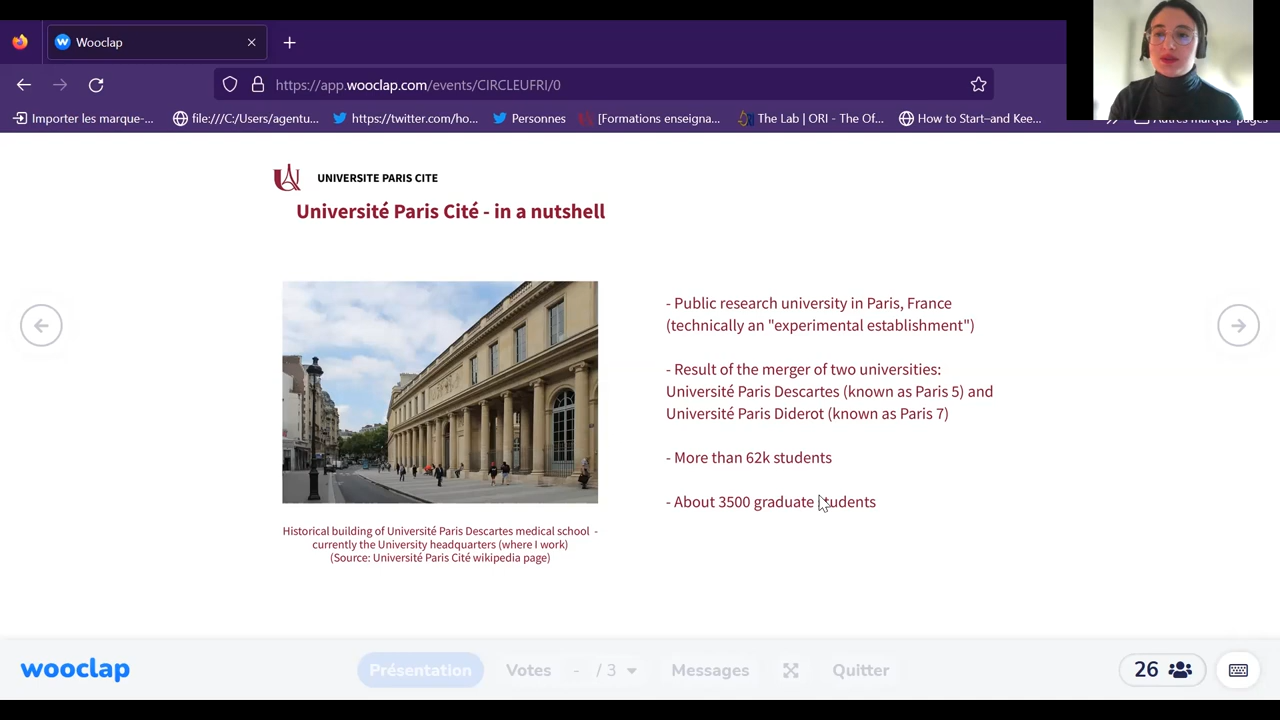 Wooclap
https://app.wooclap.com/events/CIRCLEUFRI/0
Importer les marque-...
file:///C:/Users/agentu...
https://twitter.com/ho...
Personnes
[Formations enseigna...
The Lab | ORI - The Of...
How to Start–and Kee...
Autres marque-pages
UNIVERSITE PARIS CITE
Université Paris Cité - in a nutshell
- Public research university in Paris, France
(technically an "experimental establishment")
- Result of the merger of two universities:
Université Paris Descartes (known as Paris 5) and
Université Paris Diderot (known as Paris 7)
- More than 62k students
- About 3500 graduate students
Historical building of Université Paris Descartes medical school -
currently the University headquarters (where I work)
(Source: Université Paris Cité wikipedia page)
wooclap
Présentation
Votes
- / 3
Messages
Quitter
26